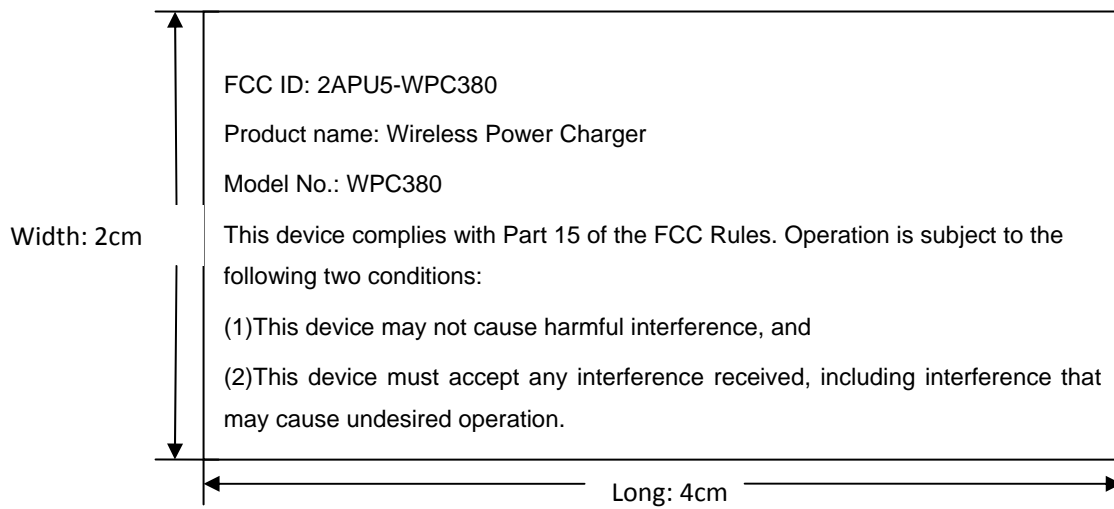 FCC ID: 2APU5-WPC380
Product name: Wireless Power Charger
Model No.: WPC380
Width: 2cm
This device complies with Part 15 of the FCC Rules. Operation is subject to the
following two conditions:
(1)This device may not cause harmful interference, and
(2)This device must accept any interference received, including interference that
may cause undesired operation.
Long: 4cm